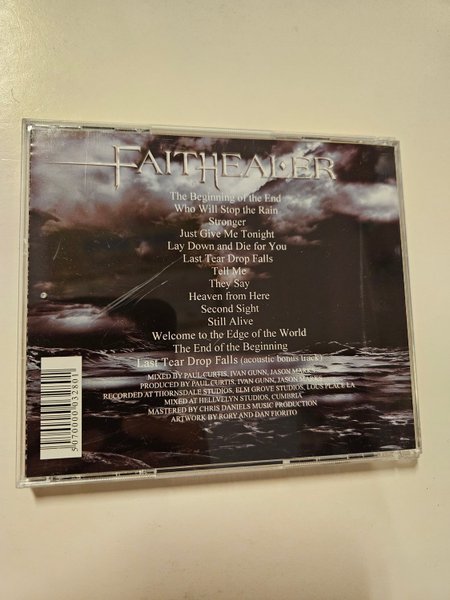 FAITHEALER
The Beginning of the End
Who Will Stop the Rain
Stronger
Just Give Me Tonight
Lay Down and Die for You
Last Tear Drop Falls
Tell Me
They Say
Heaven from Here
Second Sight
Still Alive
Welcome to the Edge of the World
The End of the Beginning
Last Tear Drop Falls (acoustic bonus track)
MIXED BY PAUL CURTIS, IVAN GUNN, JASON MARKS
PRODUCED BY PAUL CURTIS, IVAN GUNN, JASON MARKS
RECORDED AT THORNSDALE STUDIOS, ELM GROVE STUDIOS, LOCS PLACE LA
MIXED AT HELLVELYN STUDIOS, CUMBRIA
MASTERED BY CHRIS DANIELS MUSIC PRODUCTION
ARTWORK BY RORY AND DAN FIORITO
5 070000 032801